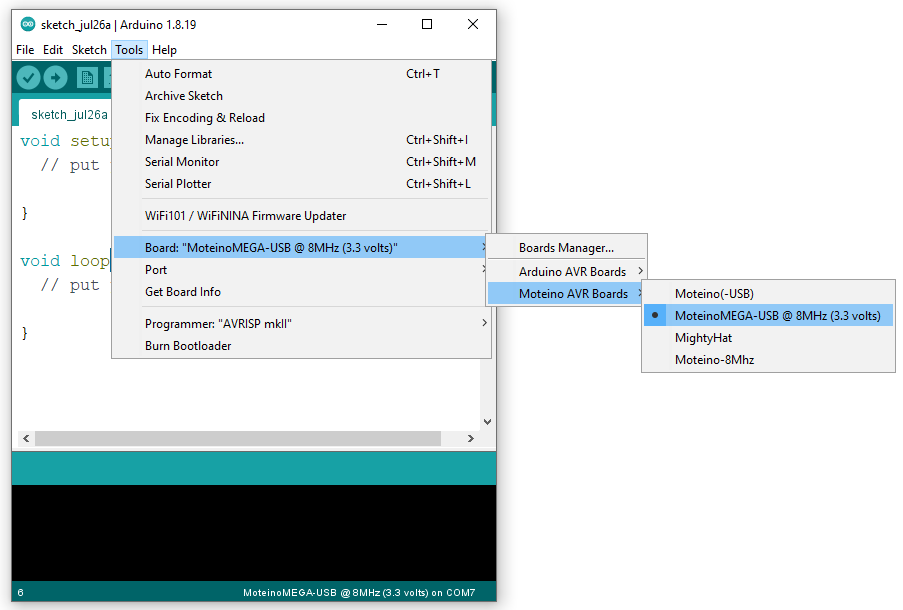 sketch_jul26a | Arduino 1.8.19
File Edit Sketch Tools Help
sketch_jul26a
void setup
// put
}
void loop
// put
}
Auto Format Ctrl+T
Archive Sketch
Fix Encoding & Reload
Manage Libraries... Ctrl+Shift+I
Serial Monitor Ctrl+Shift+M
Serial Plotter Ctrl+Shift+L
WiFi101 / WiFiNINA Firmware Updater
Board: "MoteinoMEGA-USB @ 8MHz (3.3 volts)"
Port
Get Board Info
Programmer: "AVRISP mkII"
Burn Bootloader
Boards Manager...
Arduino AVR Boards
Moteino AVR Boards
Moteino(-USB)
MoteinoMEGA-USB @ 8MHz (3.3 volts)
MightyHat
Moteino-8Mhz
6 MoteinoMEGA-USB @ 8MHz (3.3 volts) on COM7